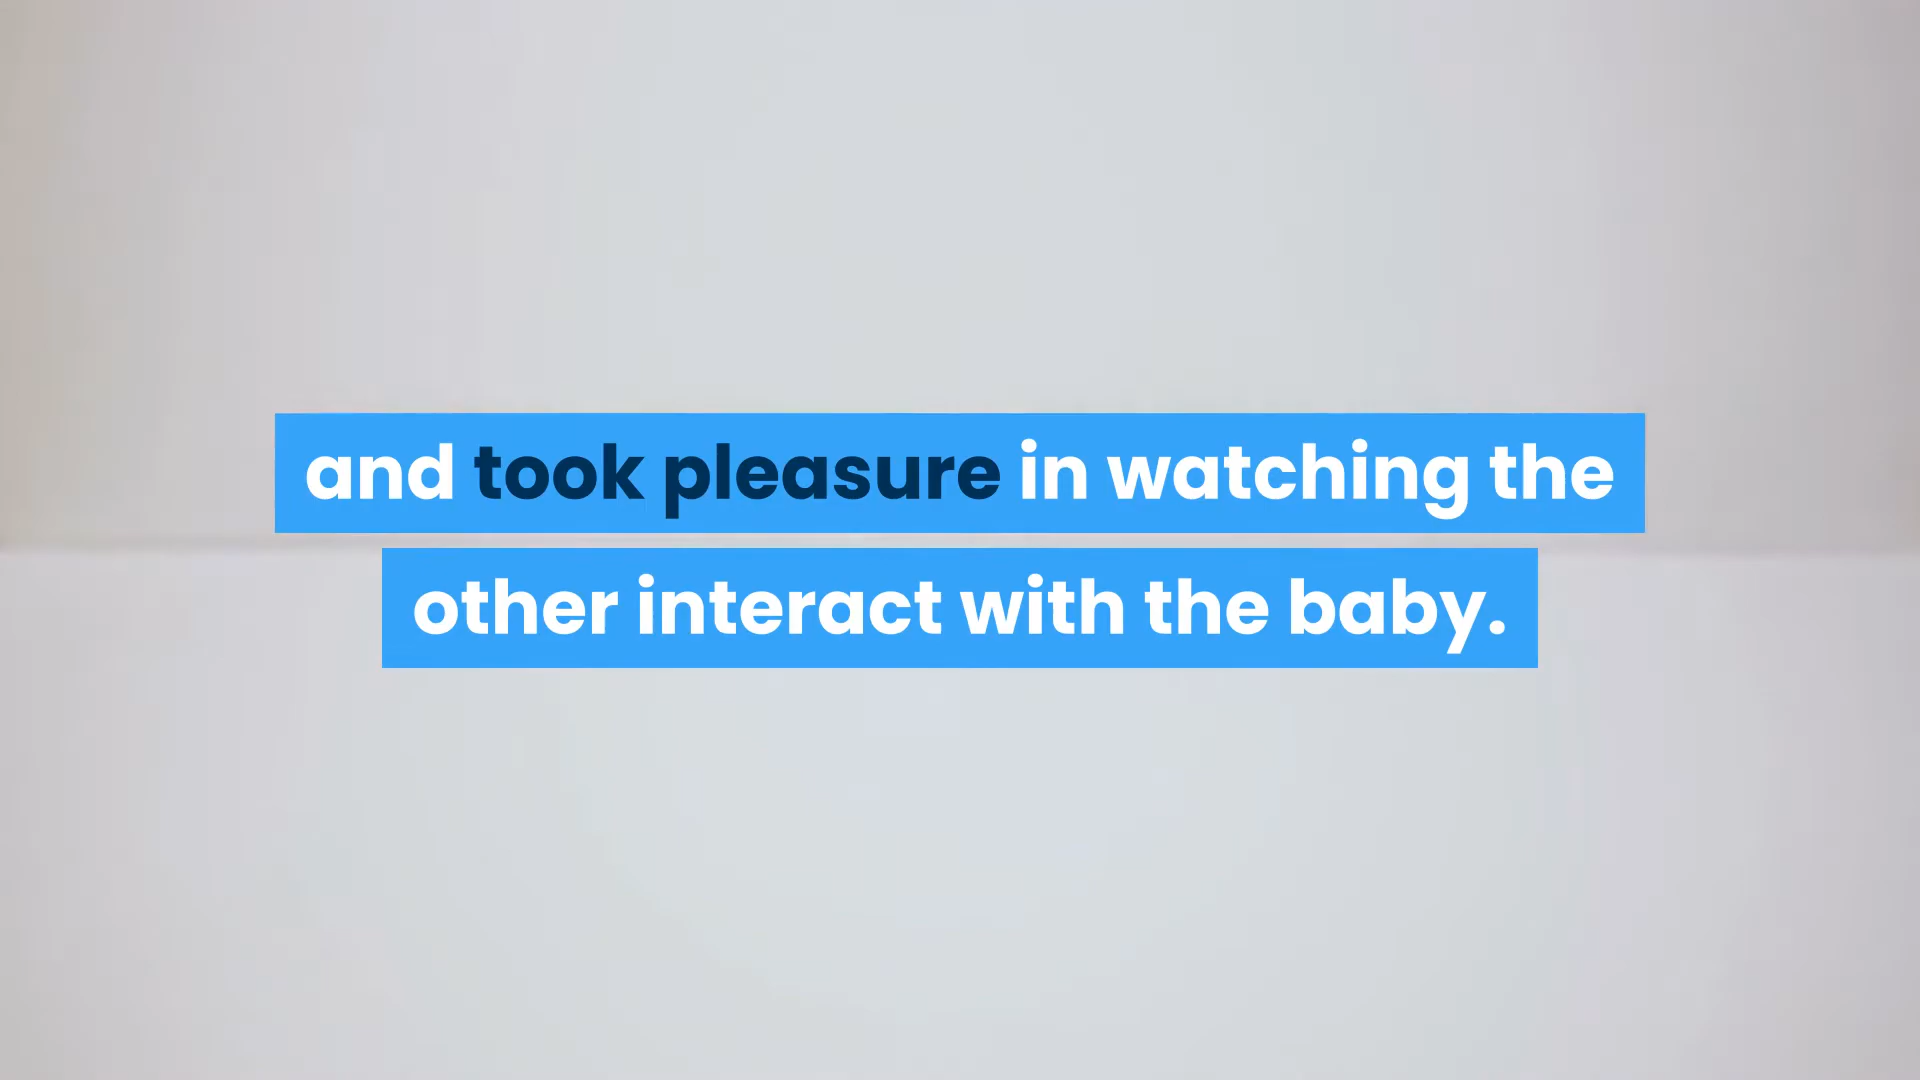 and took pleasure in watching the
other interact with the baby.